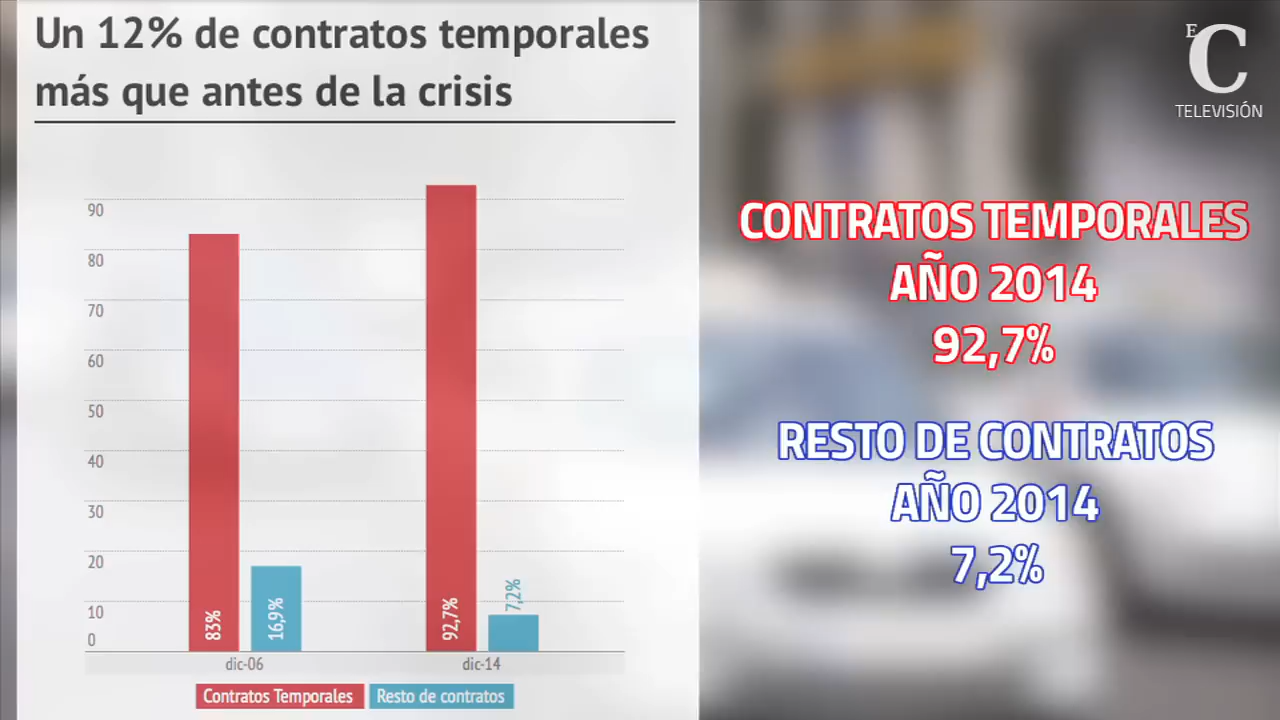 Un 12% de contratos temporales
más que antes de la crisis
90
80
70
60
50
40
30
20
10
0
83%
16,9%
92,7%
7,2%
dic-06
dic-14
Contratos Temporales
Resto de contratos
E
C
TELEVISIÓN
CONTRATOS TEMPORALES
AÑO 2014
92,7%
RESTO DE CONTRATOS
AÑO 2014
7,2%